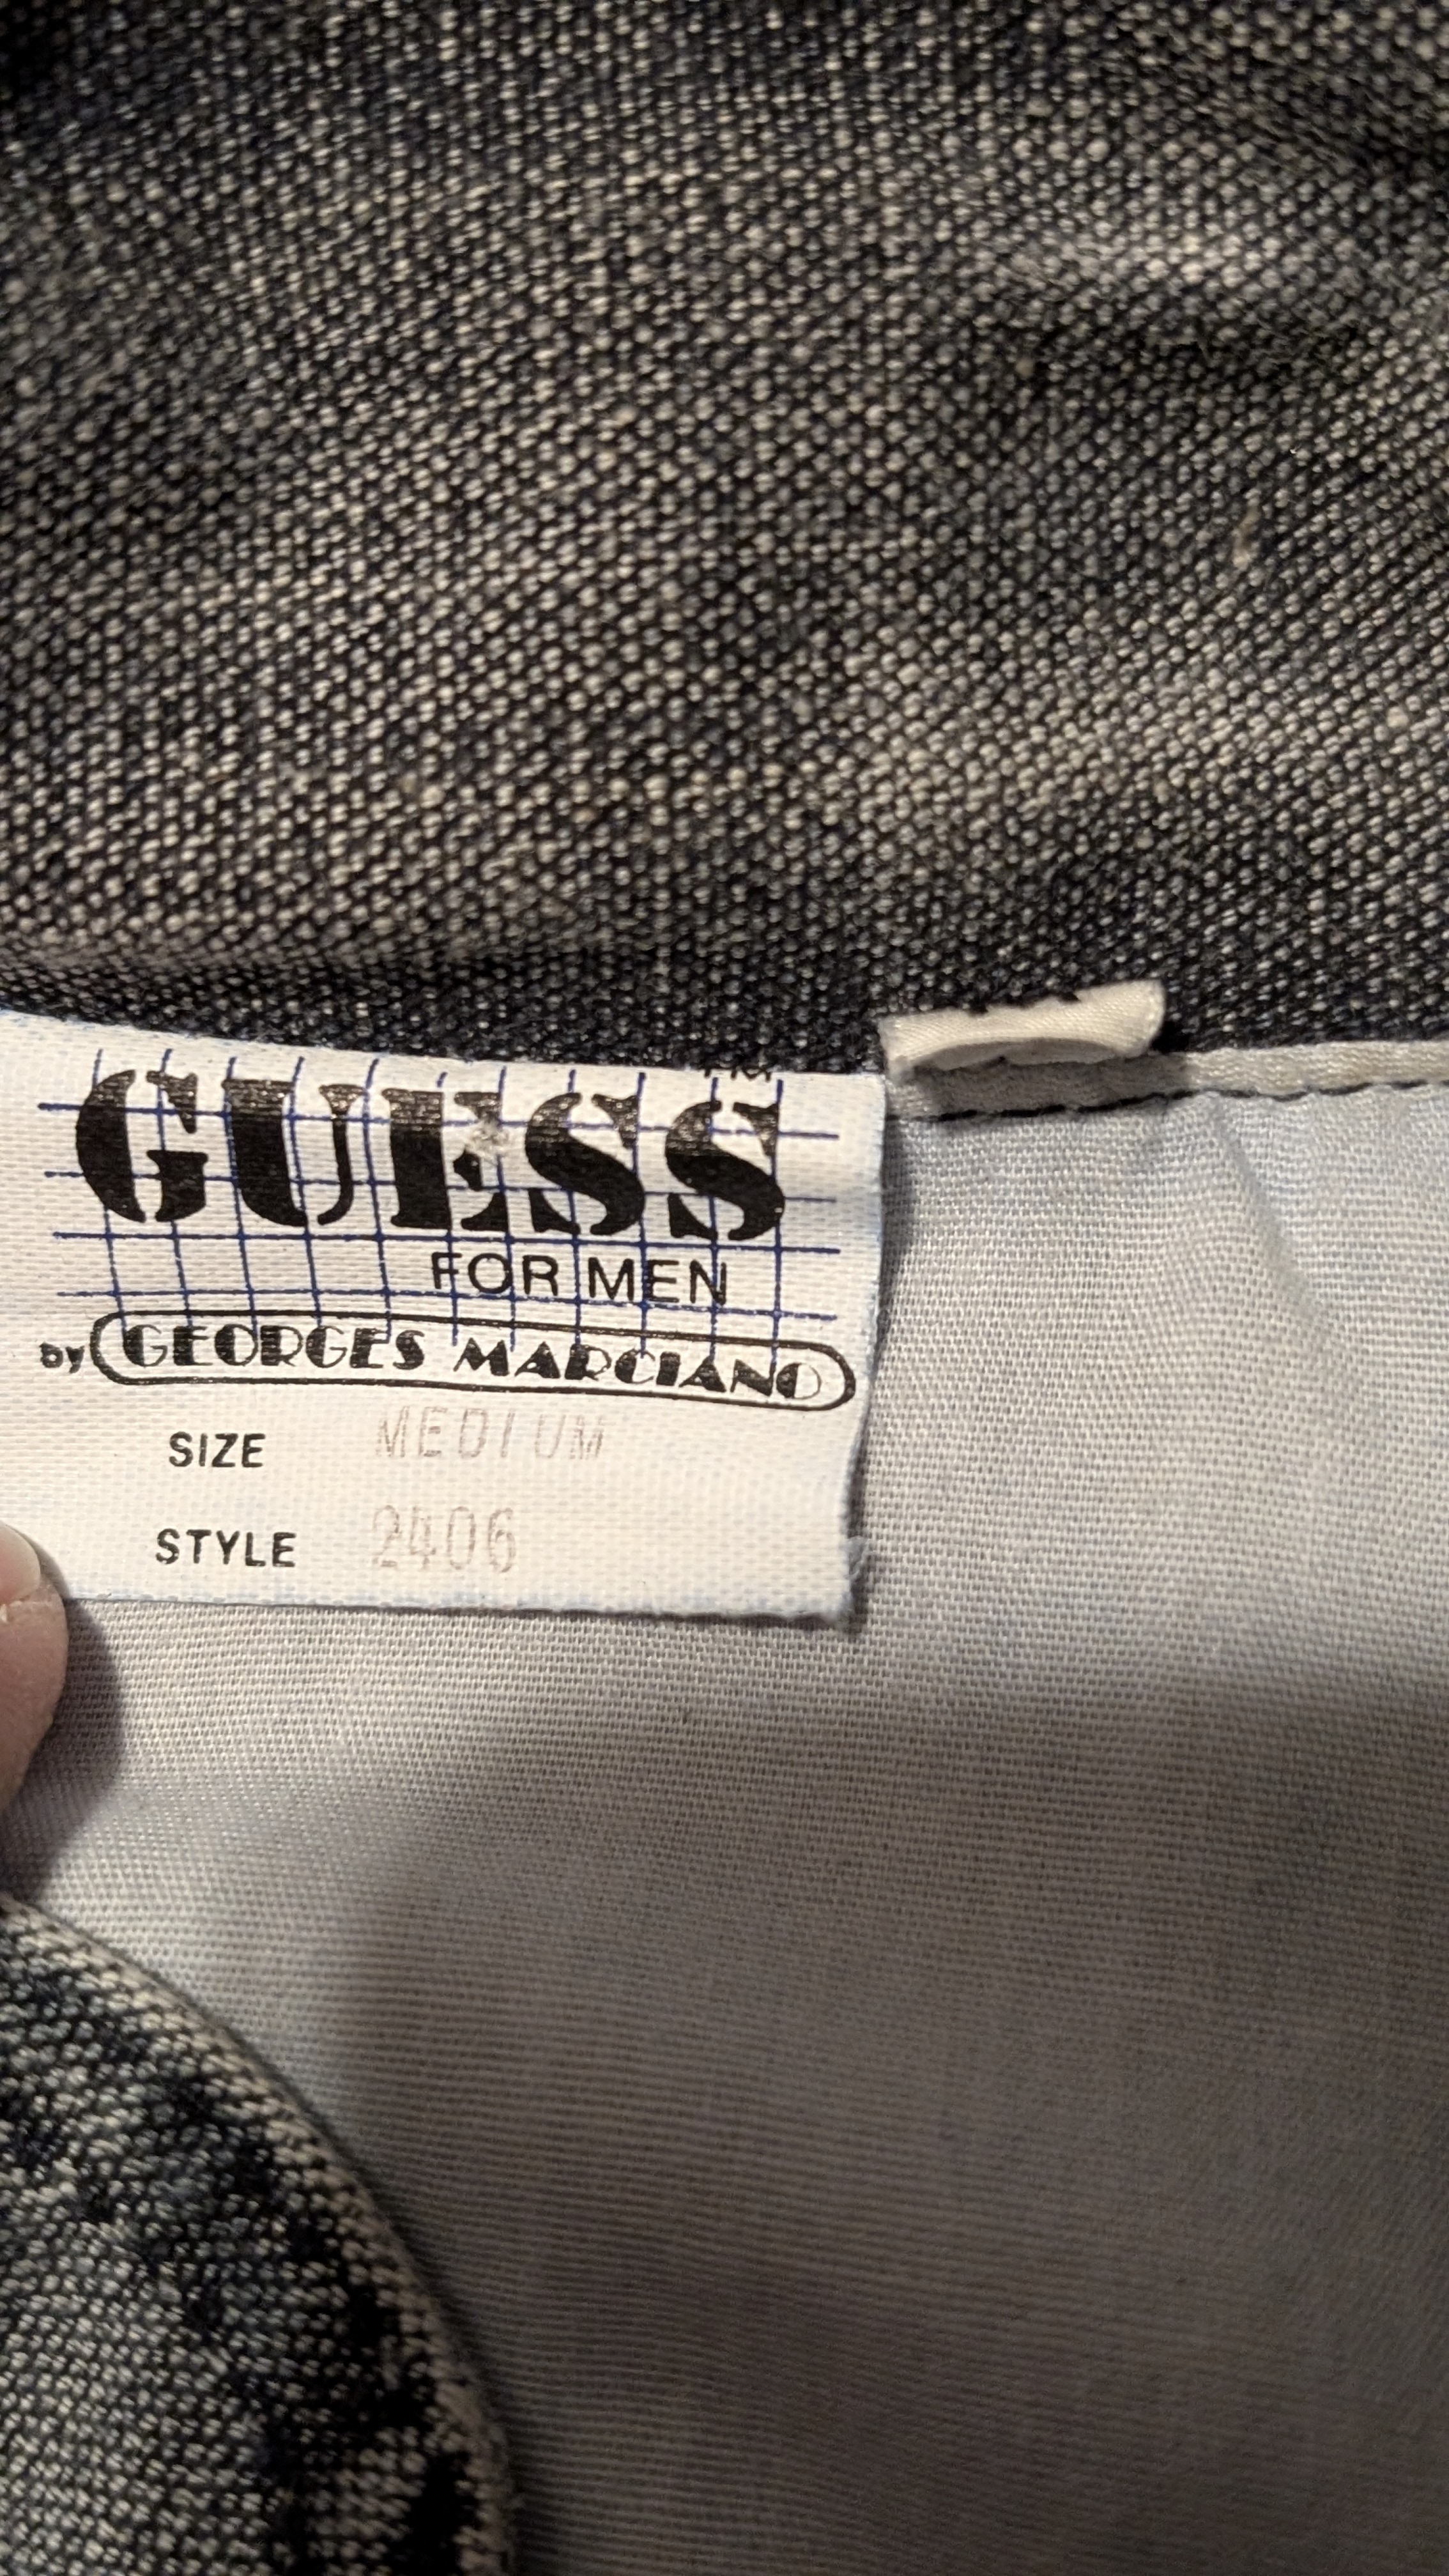 GUESS TM
FOR MEN
by GEORGES MARCIANO
SIZE MEDIUM
STYLE 2406